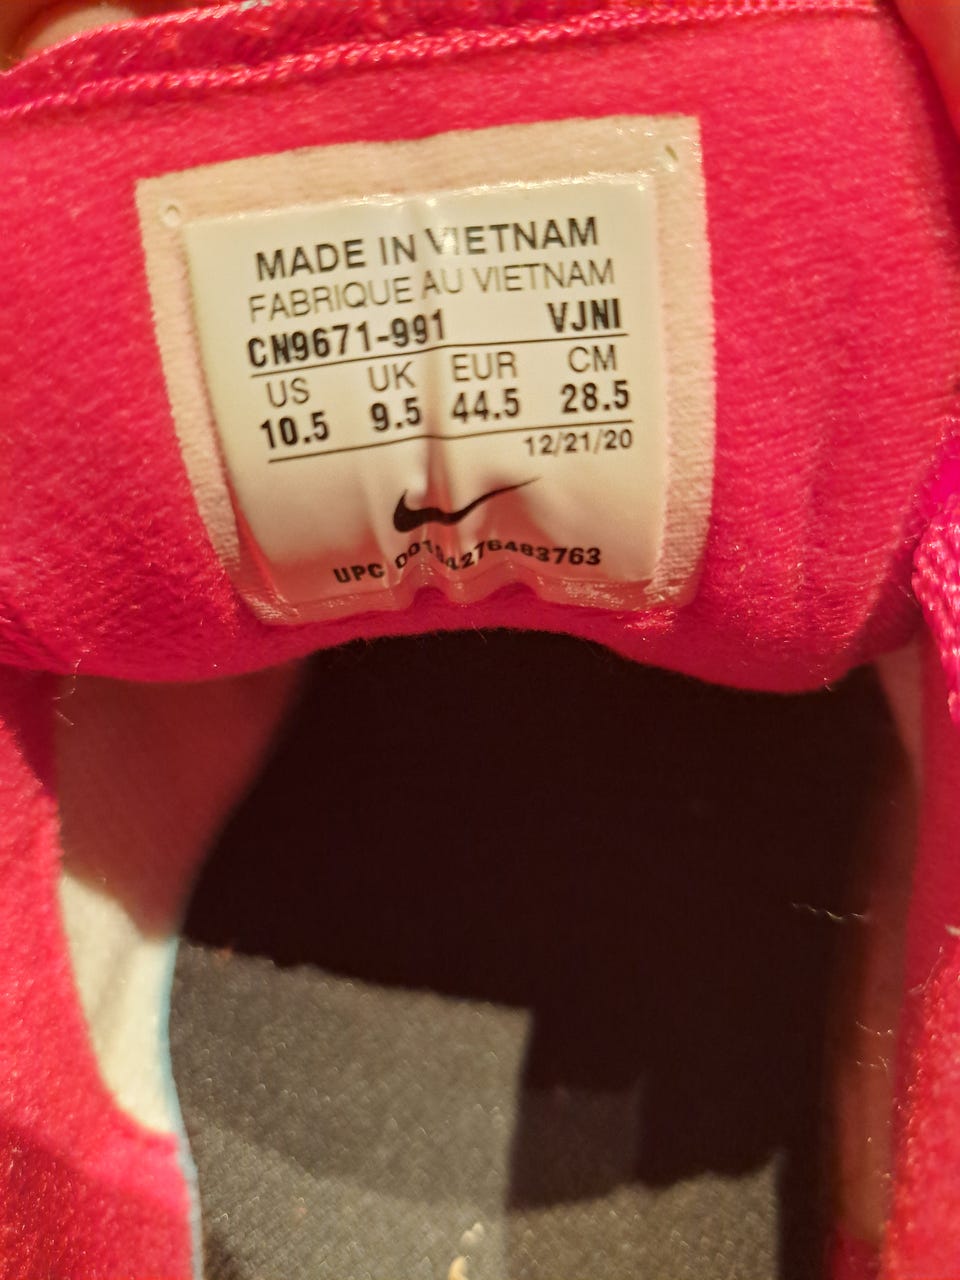 MADE IN VIETNAM
FABRIQUE AU VIETNAM
CN9671-991 VJNI
US UK EUR CM
10.5 9.5 44.5 28.5
12/21/20
UPC